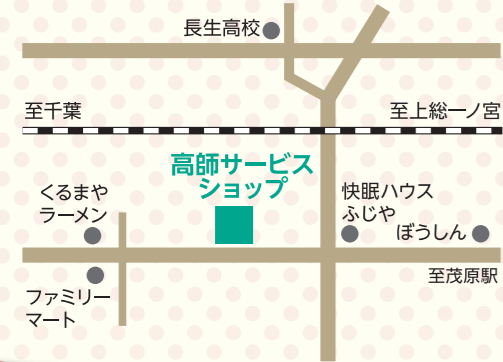 長生高校
至千葉
至上総一ノ宮
高師サービス
ショップ
くるまや
ラーメン
快眠ハウス
ふじや
ぼうしん
至茂原駅
ファミリー
マート